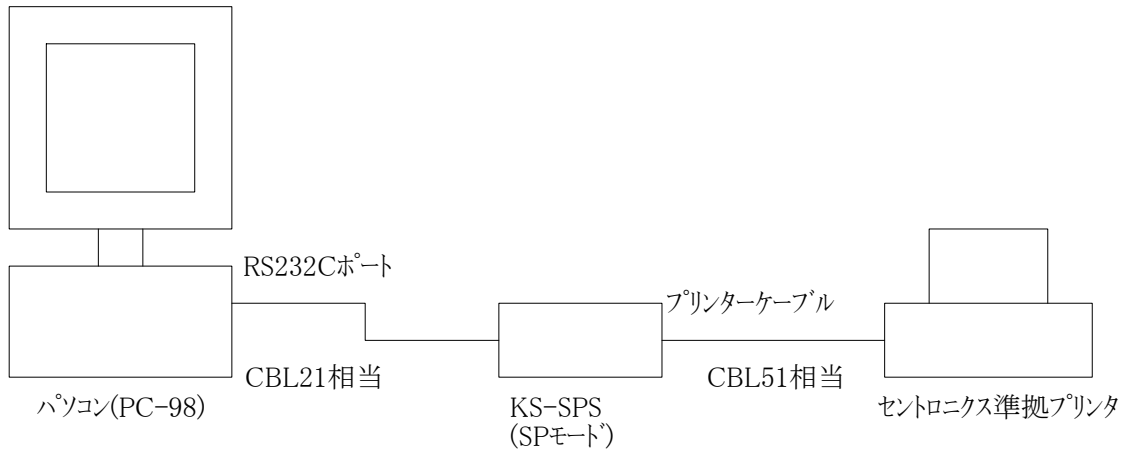 RS232Cポート
プリンターケーブル
CBL21相当
CBL51相当
パソコン(PC-98)
KS-SPS
(SPモード)
セントロニクス準拠プリンタ